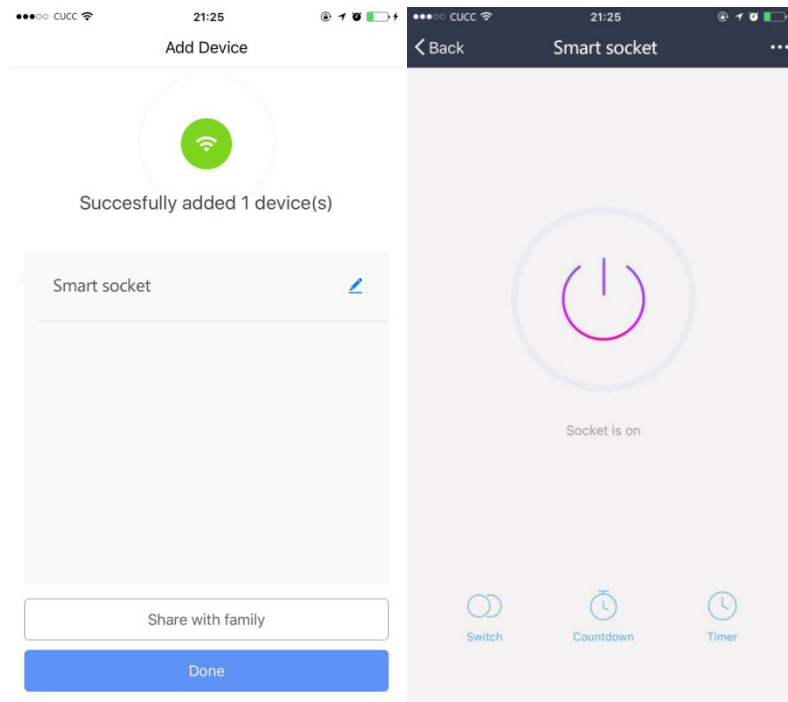 CUCC 21:25
Add Device
Succesfully added 1 device(s)
Smart socket
Share with family
Done
CUCC 21:25
Back Smart socket
Socket is on
Switch Countdown Timer